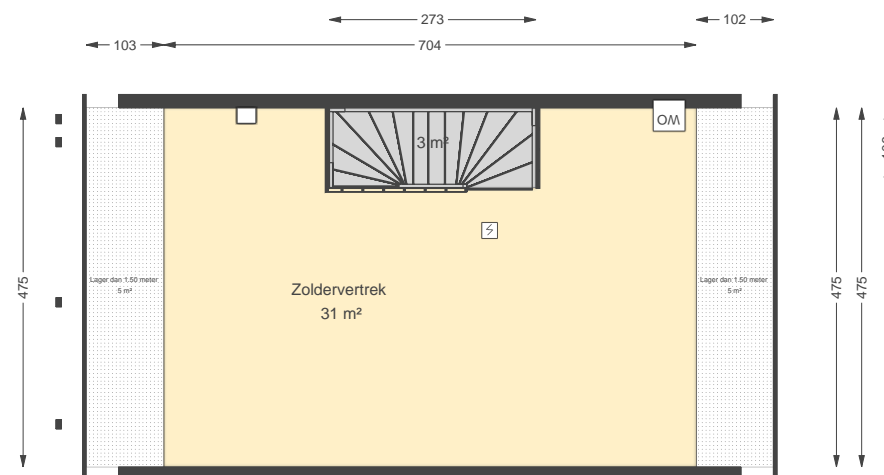 273
103
704
102
3 m²
WO
Lager dan 1.50 meter
5 m²
Lager dan 1.50 meter
5 m²
Zoldervertrek
31 m²
475
475
475